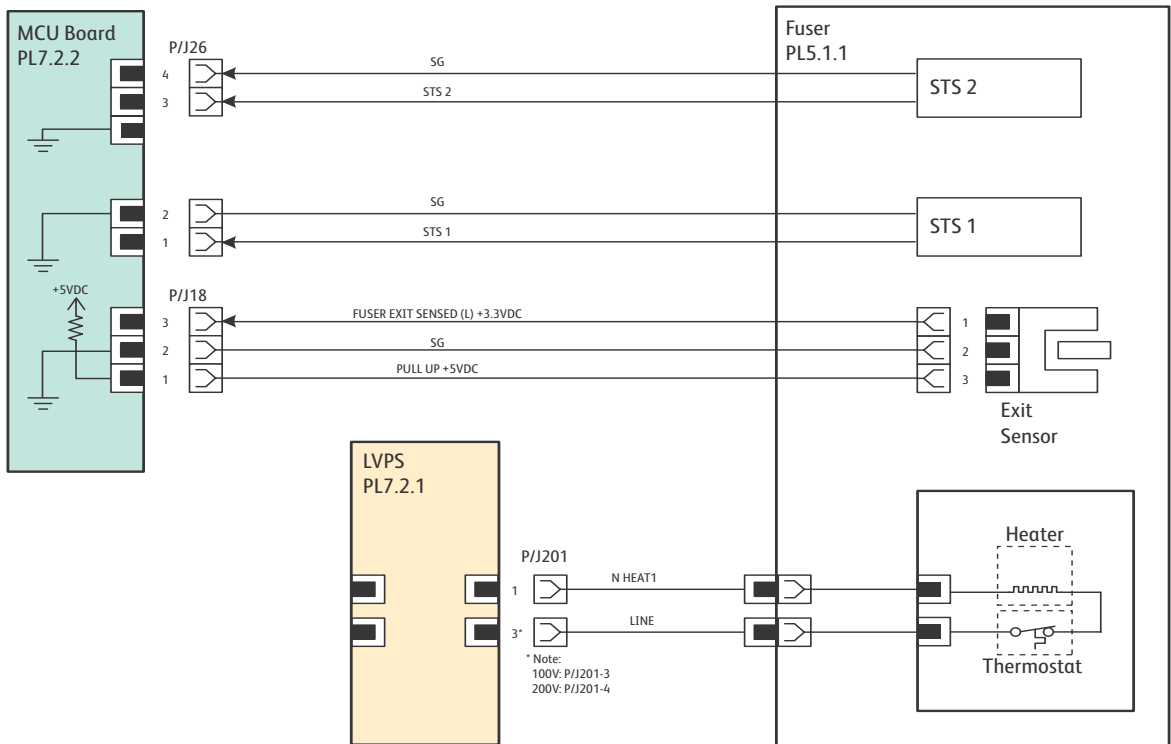 MCU Board
PL7.2.2
P/J26
4
SG
3
STS 2
Fuser
PL5.1.1
STS 2
2
SG
1
STS 1
STS 1
+5VDC
P/J18
3
FUSER EXIT SENSED (L) +3.3VDC
1
2
SG
2
1
PULL UP +5VDC
3
Exit
Sensor
LVPS
PL7.2.1
P/J201
1
N HEAT1
3*
LINE
* Note:
100V: P/J201-3
200V: P/J201-4
Heater
Thermostat